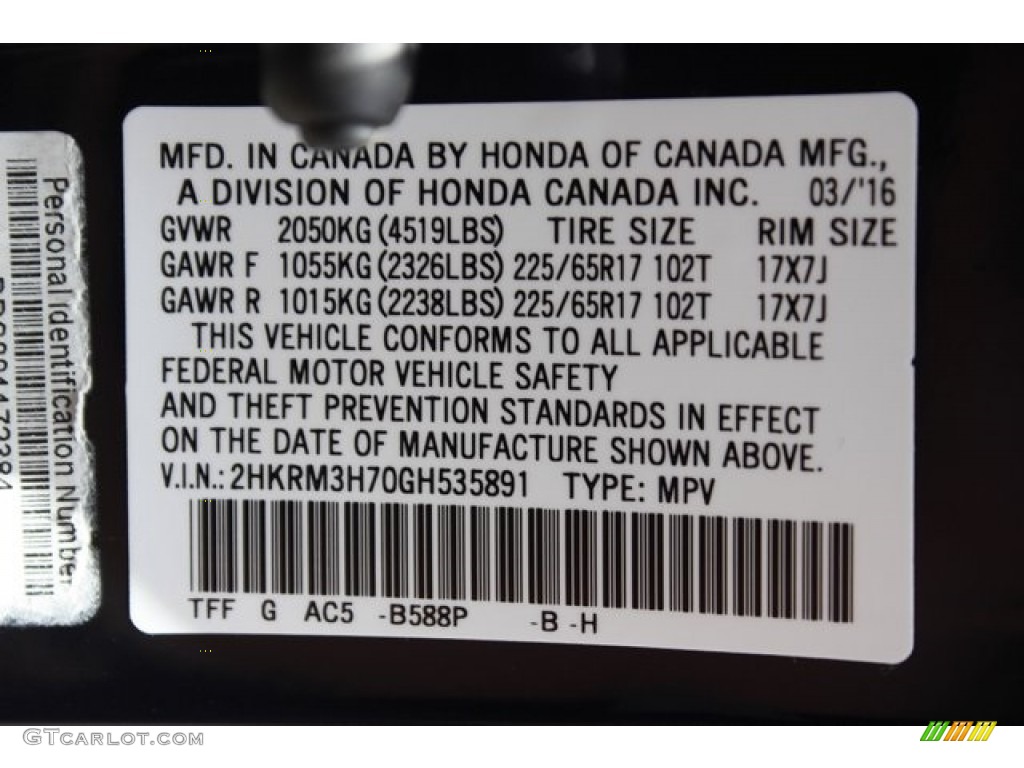 MFD. IN CANADA BY HONDA OF CANADA MFG.,
A DIVISION OF HONDA CANADA INC. 03/'16
GVWR 2050KG (4519LBS) TIRE SIZE RIM SIZE
GAWR F 1055KG (2326LBS) 225/65R17 102T 17X7J
GAWR R 1015KG (2238LBS) 225/65R17 102T 17X7J
THIS VEHICLE CONFORMS TO ALL APPLICABLE
FEDERAL MOTOR VEHICLE SAFETY
AND THEFT PREVENTION STANDARDS IN EFFECT
ON THE DATE OF MANUFACTURE SHOWN ABOVE.
V.I.N.: 2HKRM3H70GH535891 TYPE: MPV
TFF G AC5 -B588P -B -H
Personal Identification Number
GTCARLOT.COM